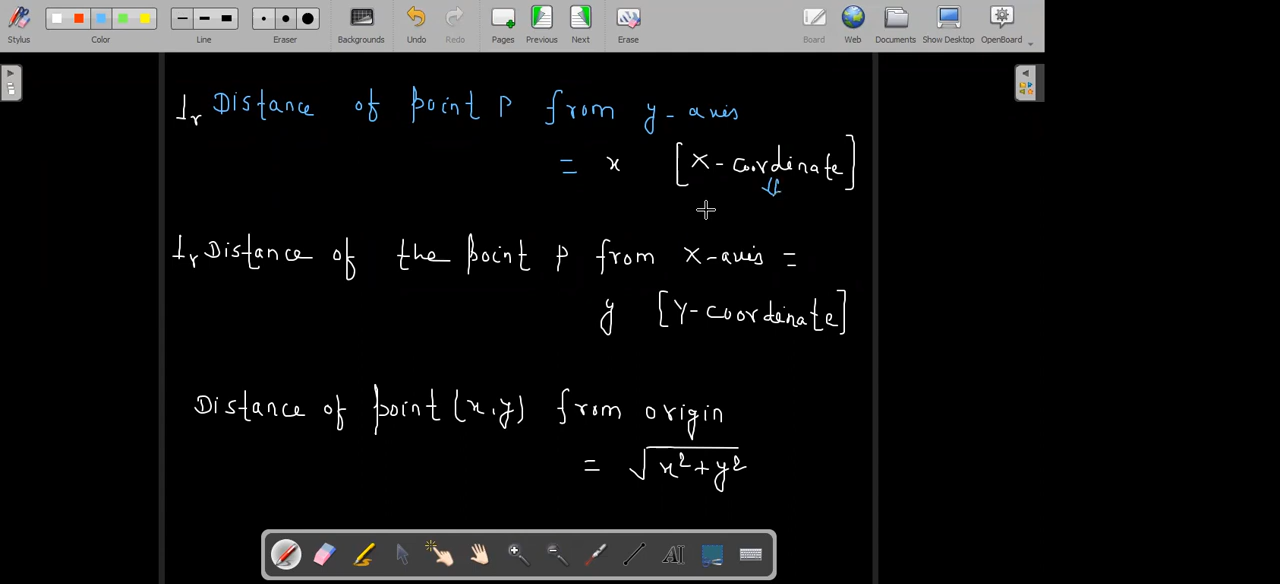 Stylus Color Line Eraser Backgrounds Undo Redo Pages Previous Next Erase Board Web Documents Show Desktop OpenBoard
⊥r Distance of point P from y-axis
= x [X-coordinate]
⇓
⊥r Distance of the point P from X-axis =
y [Y-coordinate]
Distance of point (x,y) from origin
= √x²+y²
AI